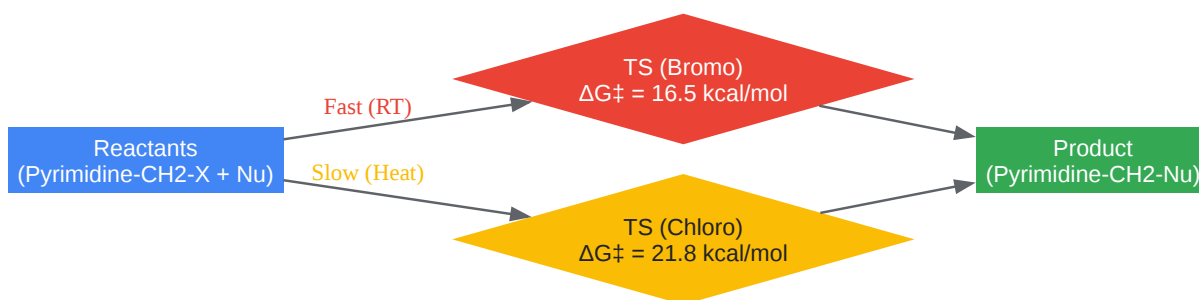 Reactants
(Pyrimidine-CH2-X + Nu)
Fast (RT)
Slow (Heat)
TS (Bromo)
ΔG‡ = 16.5 kcal/mol
TS (Chloro)
ΔG‡ = 21.8 kcal/mol
Product
(Pyrimidine-CH2-Nu)